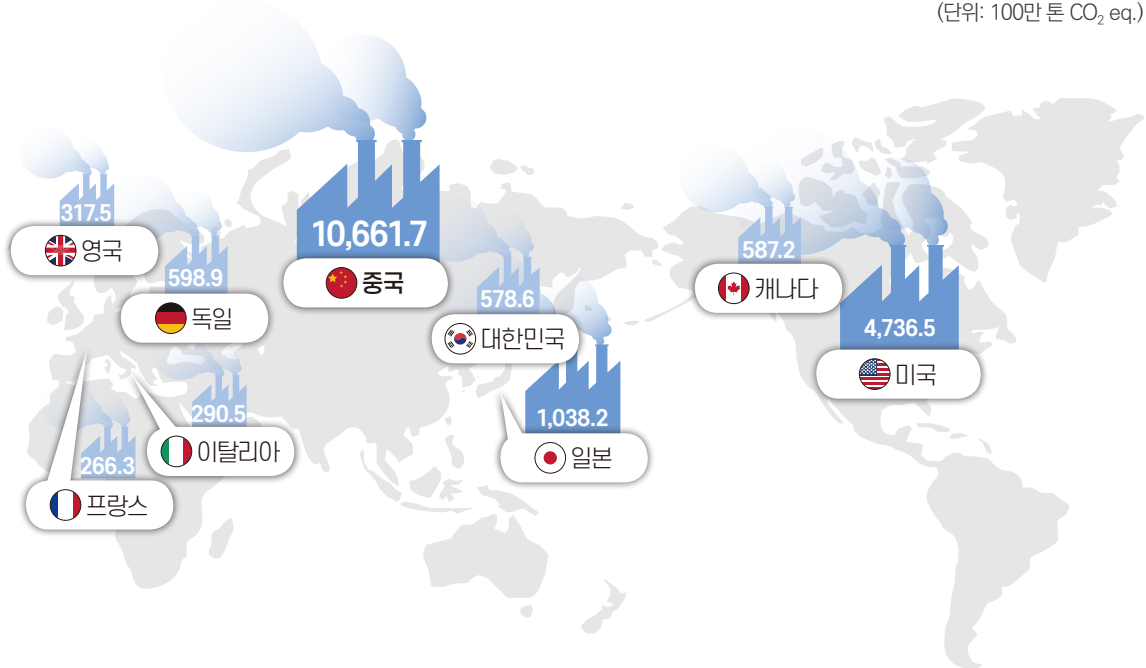 (단위: 100만 톤 CO₂ eq.)
317.5
영국
598.9
독일
10,661.7
중국
578.6
대한민국
587.2
캐나다
4,736.5
미국
290.5
이탈리아
1,038.2
일본
266.3
프랑스